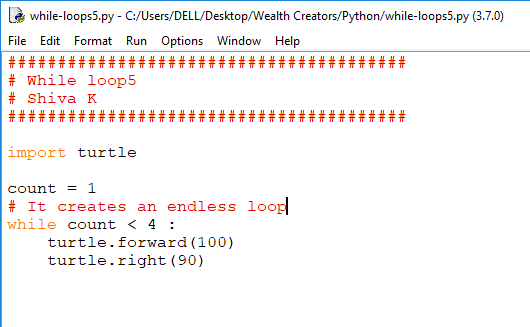 while-loops5.py - C:/Users/DELL/Desktop/Wealth Creators/Python/while-loops5.py (3.7.0)
File Edit Format Run Options Window Help
########################################
# While loop5
# Shiva K
########################################
import turtle
count = 1
# It creates an endless loop
while count < 4 :
    turtle.forward(100)
    turtle.right(90)